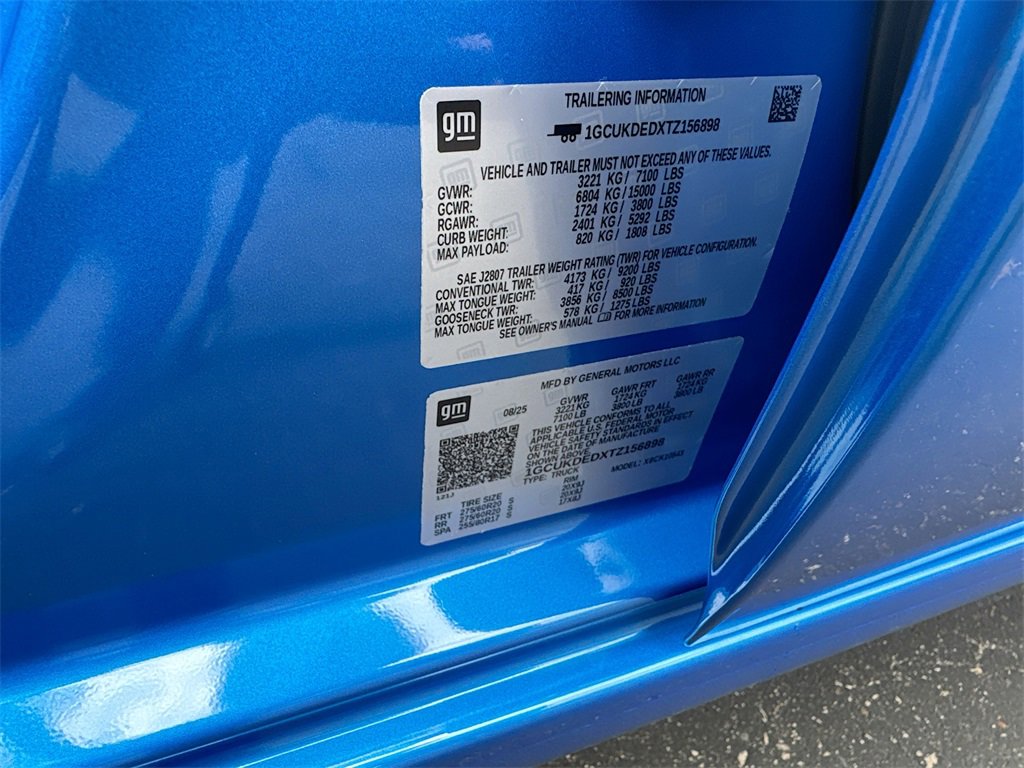 gm
TRAILERING INFORMATION
1GCUKDEDXTZ156898
VEHICLE AND TRAILER MUST NOT EXCEED ANY OF THESE VALUES.
GVWR: 3221 KG / 7100 LBS
GCWR: 6804 KG / 15000 LBS
RGAWR: 1724 KG / 3800 LBS
CURB WEIGHT: 2401 KG / 5292 LBS
MAX PAYLOAD: 820 KG / 1808 LBS
SAE J2807 TRAILER WEIGHT RATING (TWR) FOR VEHICLE CONFIGURATION.
CONVENTIONAL TWR: 4173 KG / 9200 LBS
MAX TONGUE WEIGHT: 417 KG / 920 LBS
GOOSENECK TWR: 3856 KG / 8500 LBS
MAX TONGUE WEIGHT: 578 KG / 1275 LBS
SEE OWNER'S MANUAL FOR MORE INFORMATION
gm
MFD BY GENERAL MOTORS LLC
08/25 GVWR GAWR FRT GAWR RR
3221 KG 1724 KG 1724 KG
7100 LB 3800 LB 3800 LB
THIS VEHICLE CONFORMS TO ALL
APPLICABLE U.S. FEDERAL MOTOR
VEHICLE SAFETY STANDARDS IN EFFECT
ON THE DATE OF MANUFACTURE
SHOWN ABOVE.
1GCUKDEDXTZ156898
TYPE: TRUCK MODEL:
121J
TIRE SIZE RIM
FRT 275/60R20 S 20X9J
RR 275/60R20 S 20X9J
SPA 255/80R17 S 17X8J